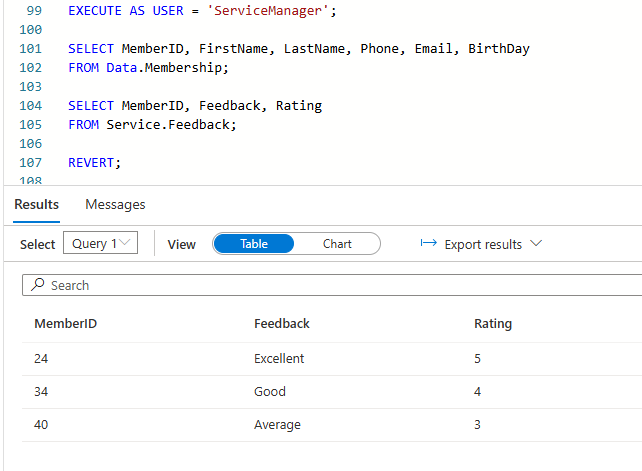 99 EXECUTE AS USER = 'ServiceManager';
100
101 SELECT MemberID, FirstName, LastName, Phone, Email, BirthDay
102 FROM Data.Membership;
103
104 SELECT MemberID, Feedback, Rating
105 FROM Service.Feedback;
106
107 REVERT;
108
Results Messages
Select Query 1 View Table Chart Export results
Search
MemberID Feedback Rating
24 Excellent 5
34 Good 4
40 Average 3